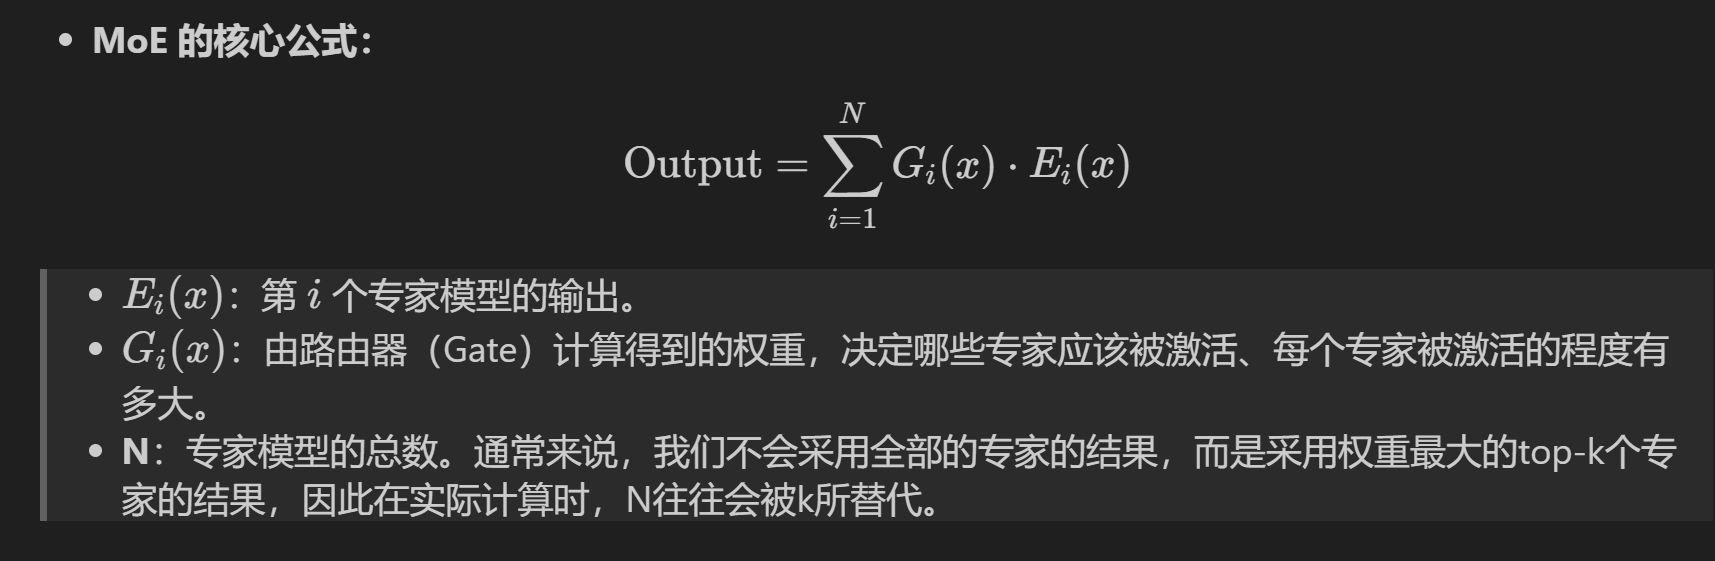 • MoE 的核心公式：
Output = \sum_{i=1}^{N} G_i(x) · E_i(x)
• E_i(x)：第 i 个专家模型的输出。
• G_i(x)：由路由器（Gate）计算得到的权重，决定哪些专家应该被激活、每个专家被激活的程度有
多大。
• N：专家模型的总数。通常来说，我们不会采用全部的专家的结果，而是采用权重最大的top-k个专
家的结果，因此在实际计算时，N往往会被k所替代。